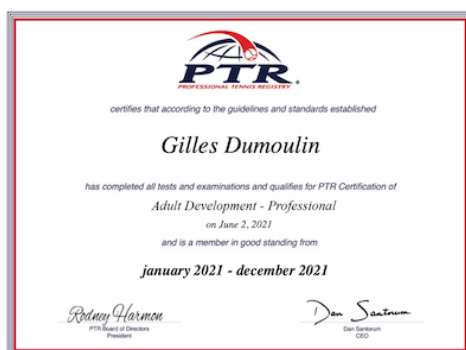 PTR®
PROFESSIONAL TENNIS REGISTRY
certifies that according to the guidelines and standards established
Gilles Dumoulin
has completed all tests and examinations and qualifies for PTR Certification of
Adult Development - Professional
on June 2, 2021
and is a member in good standing from
january 2021 - december 2021
Rodney Harmon
PTR Board of Directors
President
Dan Santorum
Dan Santorum
CEO